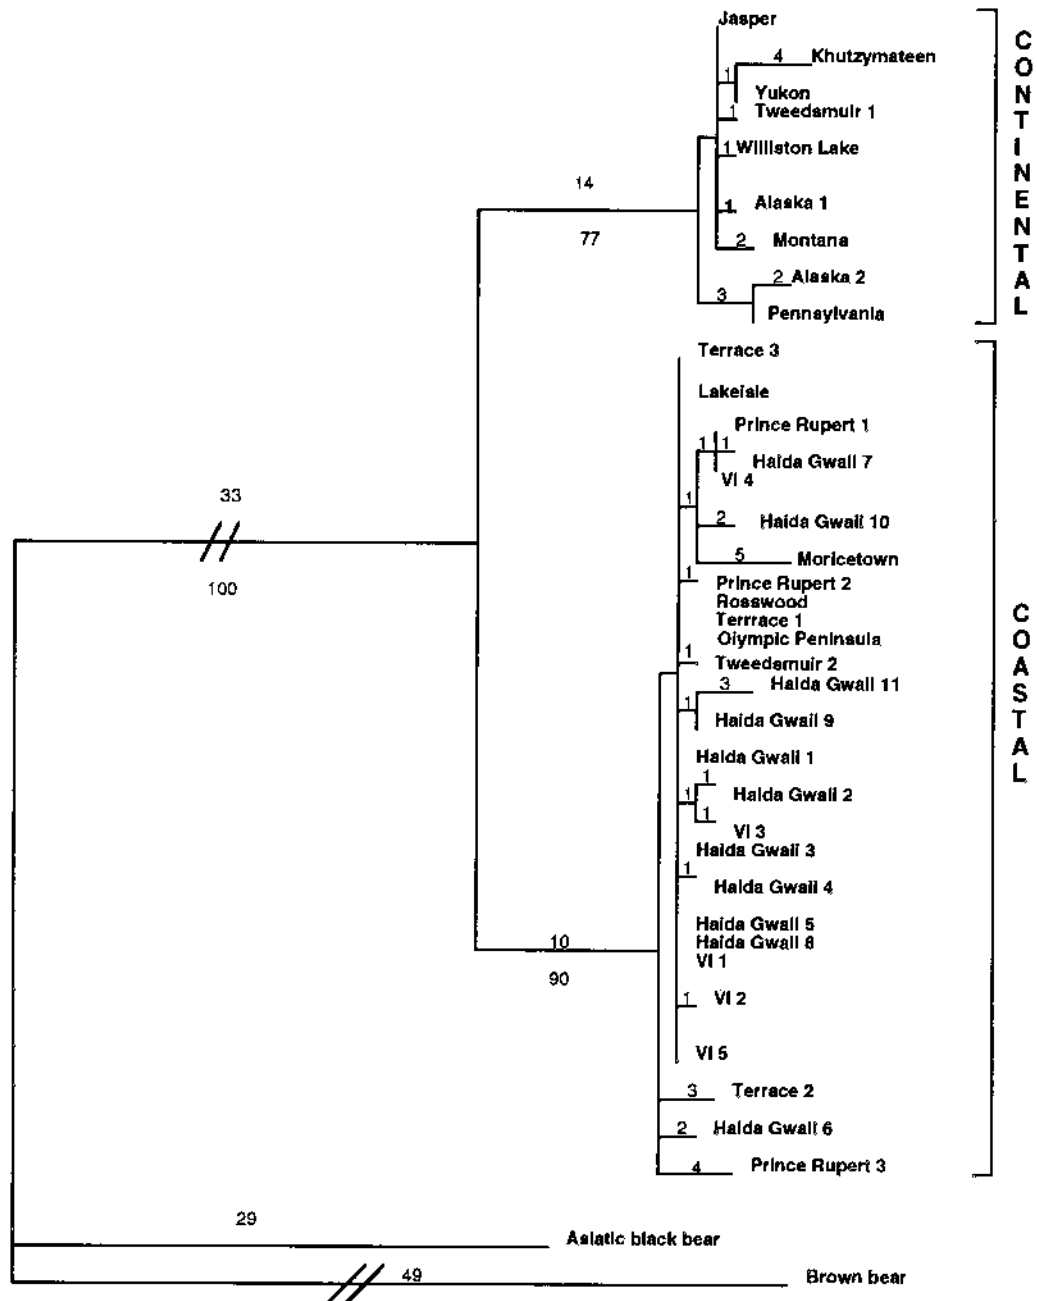 Jasper
4 Khutzymateen
1
Yukon
1 Tweedsmuir 1
1 Williston Lake
14
1 Alaska 1
77
2 Montana
2 Alaska 2
3
Pennsylvania
CONTINENTAL
Terrace 3
Lakelsle
Prince Rupert 1
1 1
Haida Gwaii 7
VI 4
33
1
2 Haida Gwaii 10
5 Moricetown
100
1
Prince Rupert 2
Rosswood
Terrrace 1
Olympic Peninsula
1
Tweedsmuir 2
3 Haida Gwaii 11
1
Haida Gwaii 9
COASTAL
Haida Gwaii 1
1
1 Haida Gwaii 2
1
VI 3
Haida Gwaii 3
1
Haida Gwaii 4
Haida Gwaii 5
Haida Gwaii 8
10
VI 1
90
1 VI 2
VI 5
3 Terrace 2
2 Haida Gwaii 6
4 Prince Rupert 3
29
Asiatic black bear
49 Brown bear